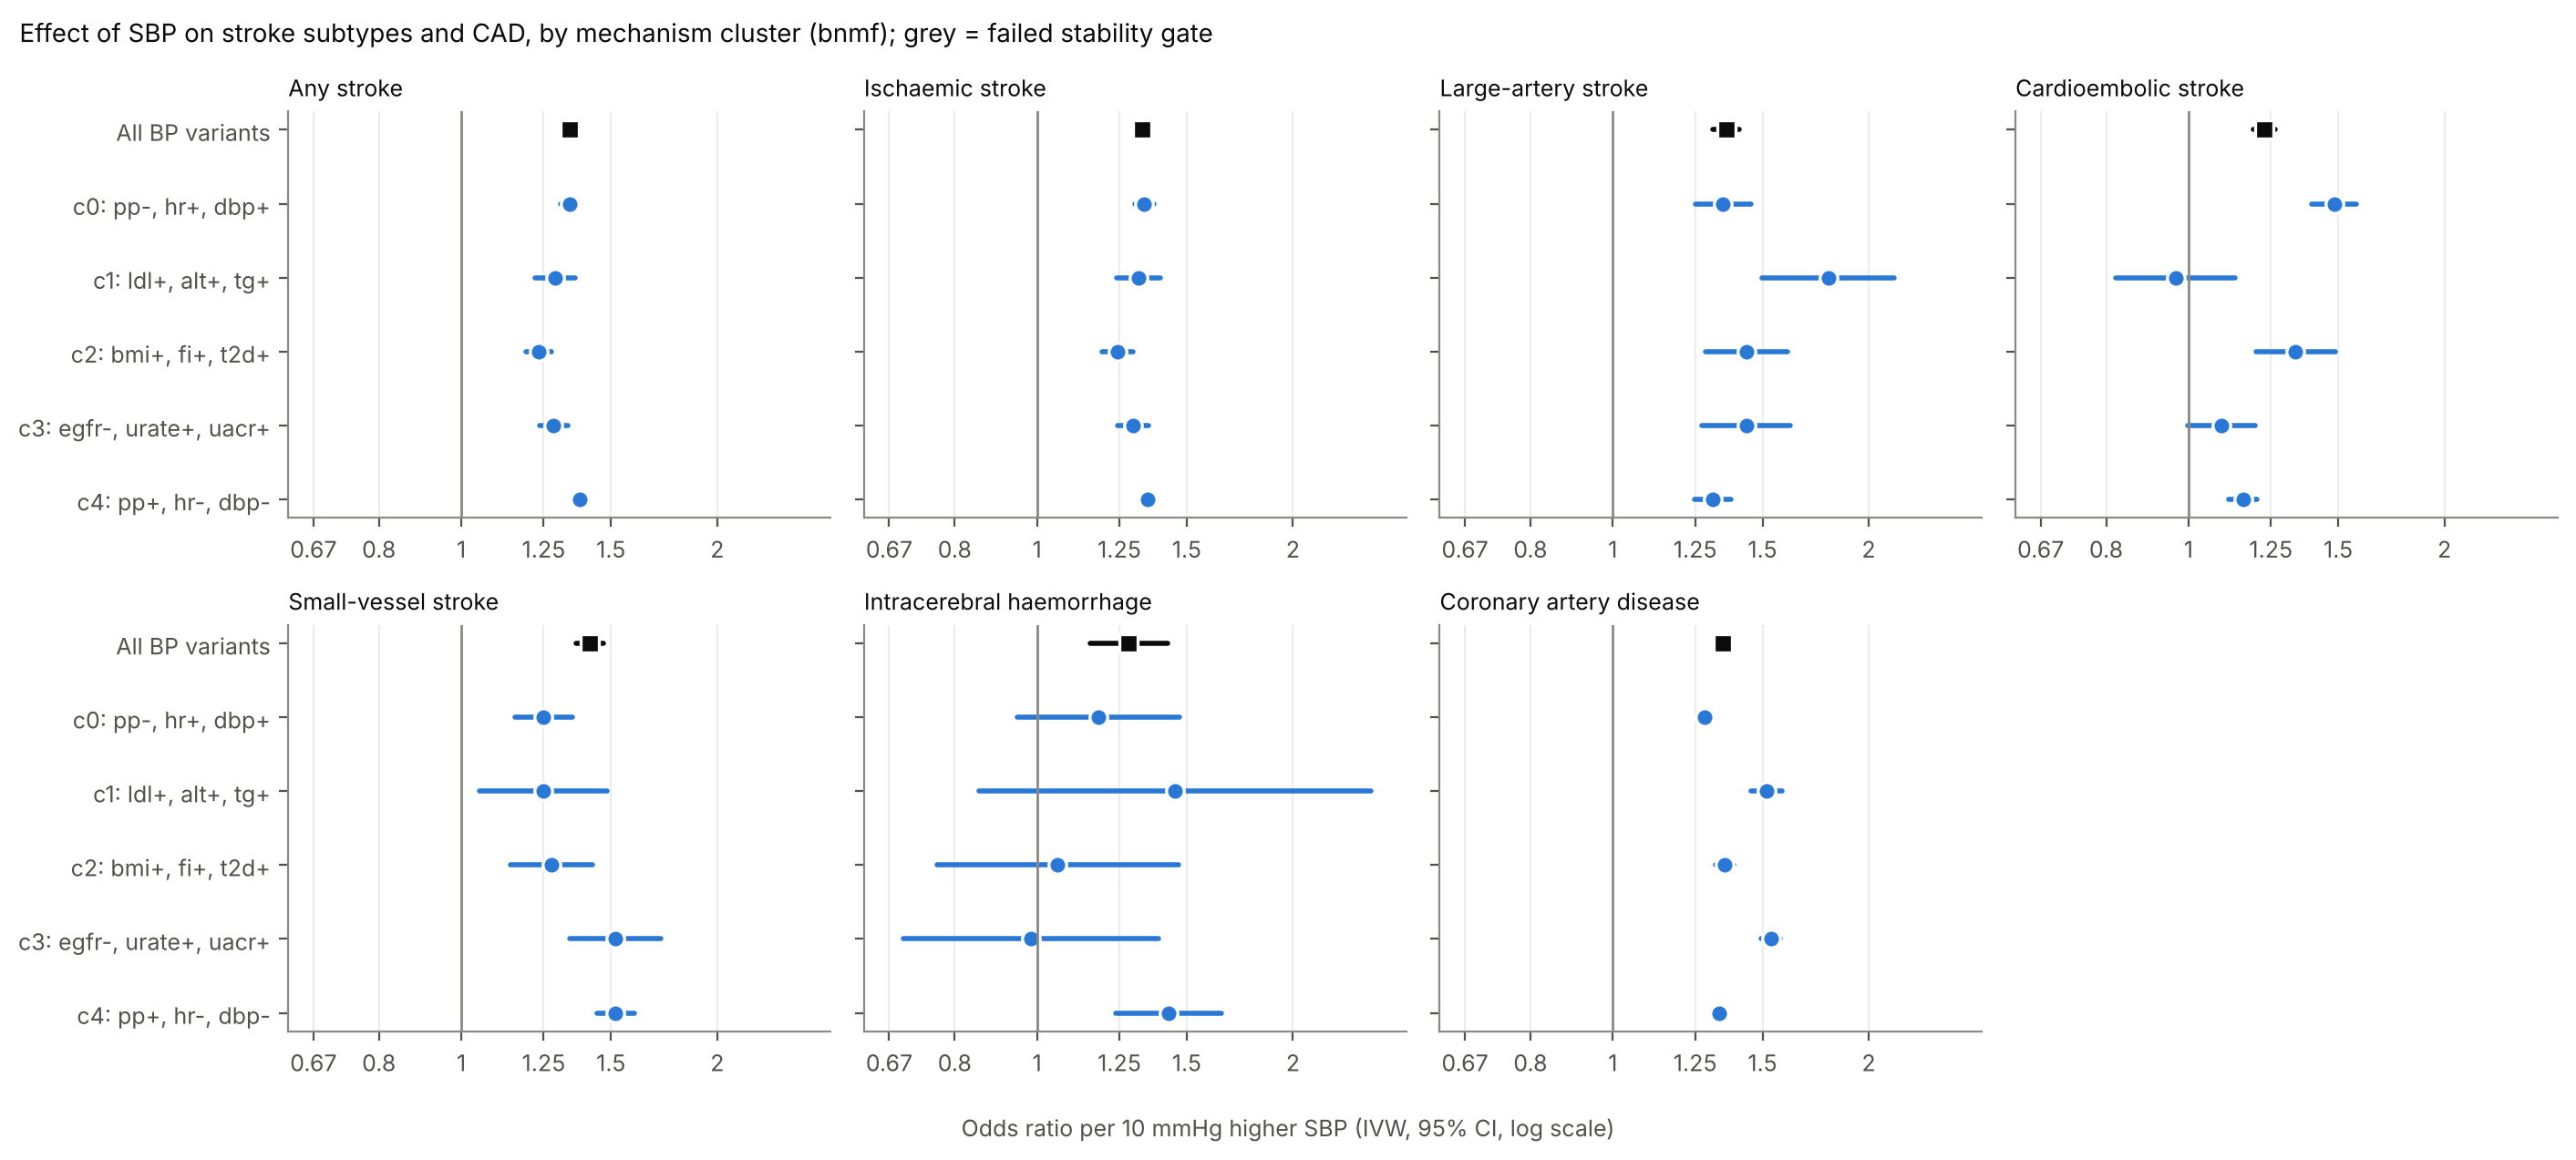 Effect of SBP on stroke subtypes and CAD, by mechanism cluster (bnmf); grey = failed stability gate
Any stroke
Ischaemic stroke
Large-artery stroke
Cardioembolic stroke
All BP variants
c0: pp-, hr+, dbp+
c1: ldl+, alt+, tg+
c2: bmi+, fi+, t2d+
c3: egfr-, urate+, uacr+
c4: pp+, hr-, dbp-
0.67 0.8 1 1.25 1.5 2
0.67 0.8 1 1.25 1.5 2
0.67 0.8 1 1.25 1.5 2
0.67 0.8 1 1.25 1.5 2
Small-vessel stroke
Intracerebral haemorrhage
Coronary artery disease
All BP variants
c0: pp-, hr+, dbp+
c1: ldl+, alt+, tg+
c2: bmi+, fi+, t2d+
c3: egfr-, urate+, uacr+
c4: pp+, hr-, dbp-
0.67 0.8 1 1.25 1.5 2
0.67 0.8 1 1.25 1.5 2
0.67 0.8 1 1.25 1.5 2
Odds ratio per 10 mmHg higher SBP (IVW, 95% CI, log scale)